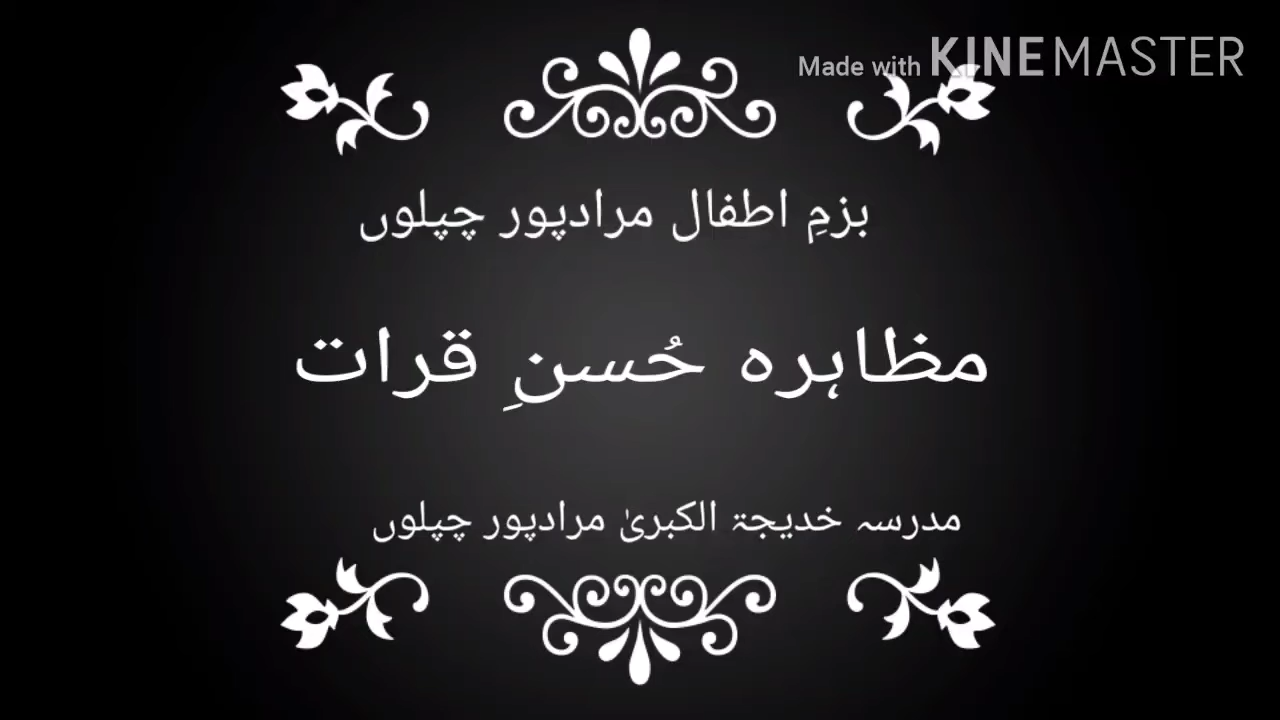 Made with KINEMASTER
بزمِ اطفال مرادپور چپلوں
مظاہرہ حُسنِ قرات
مدرسہ خدیجۃ الکبریٰ مرادپور چپلوں